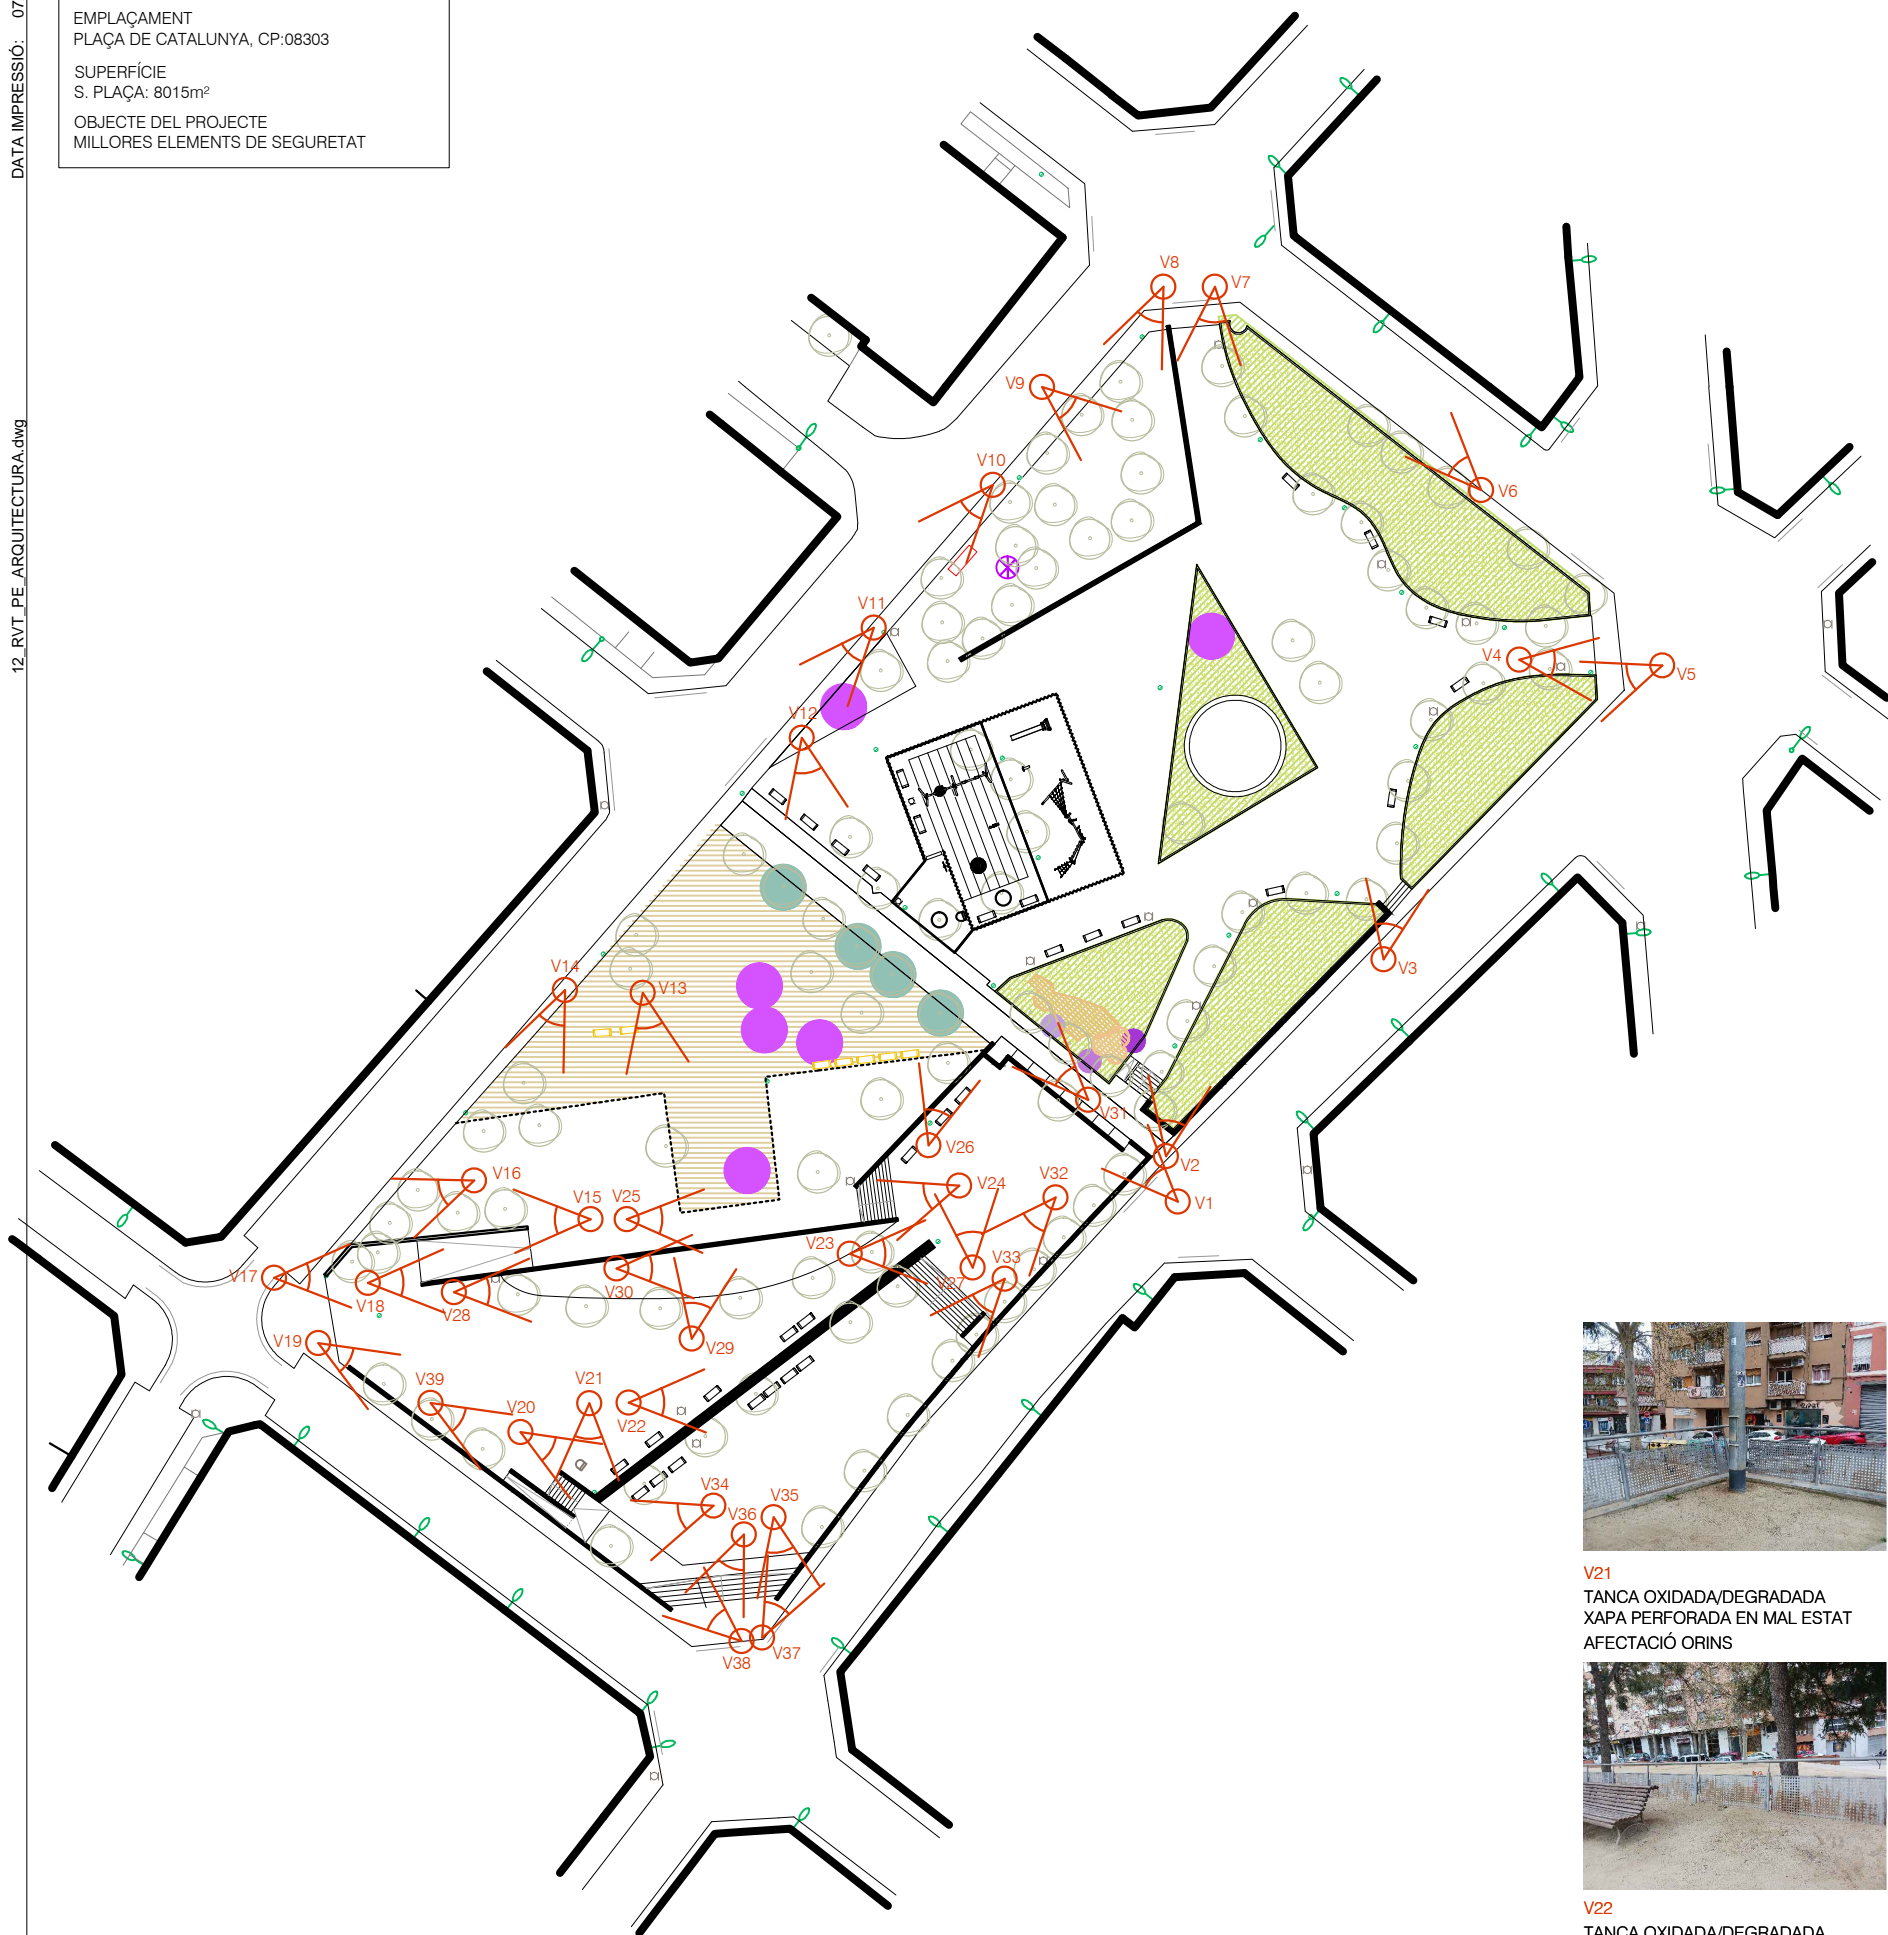 DATA IMPRESSIÓ: 07
12_RVT_PE_ARQUITECTURA.dwg
EMPLAÇAMENT
PLAÇA DE CATALUNYA, CP:08303
SUPERFÍCIE
S. PLAÇA: 8015m²
OBJECTE DEL PROJECTE
MILLORES ELEMENTS DE SEGURETAT
V8
V7
V9
V10
V6
V11
V4
V5
V12
V3
V14
V13
V31
V26
V2
V16
V24
V32
V1
V15
V25
V23
V17
V33
V27
V18
V28
V30
V19
V29
V39
V21
V20
V22
V34
V35
V36
V37
V38
V21
TANCA OXIDADA/DEGRADADA
XAPA PERFORADA EN MAL ESTAT
AFECTACIÓ ORINS
V22
TANCA OXIDADA/DEGRADADA